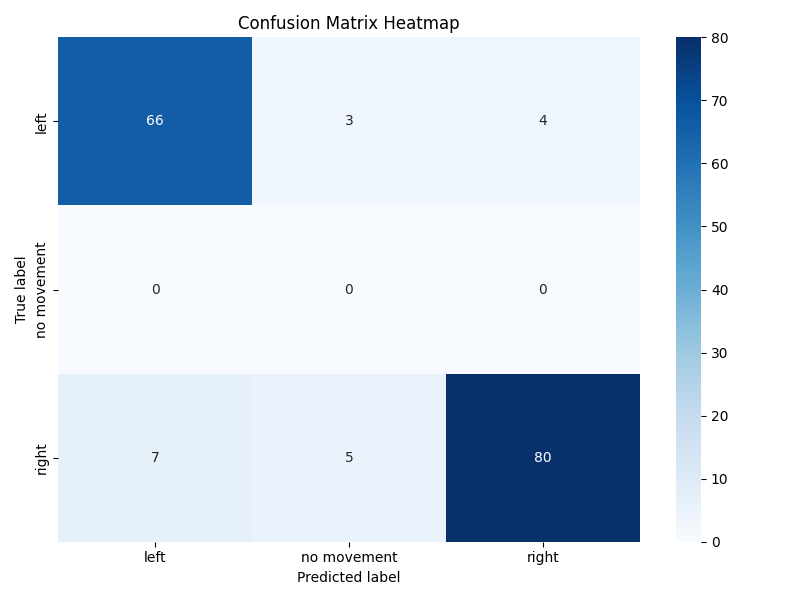 Confusion Matrix Heatmap
True label
left
no movement
right
66 3 4
0 0 0
7 5 80
left no movement right
Predicted label
80
70
60
50
40
30
20
10
0